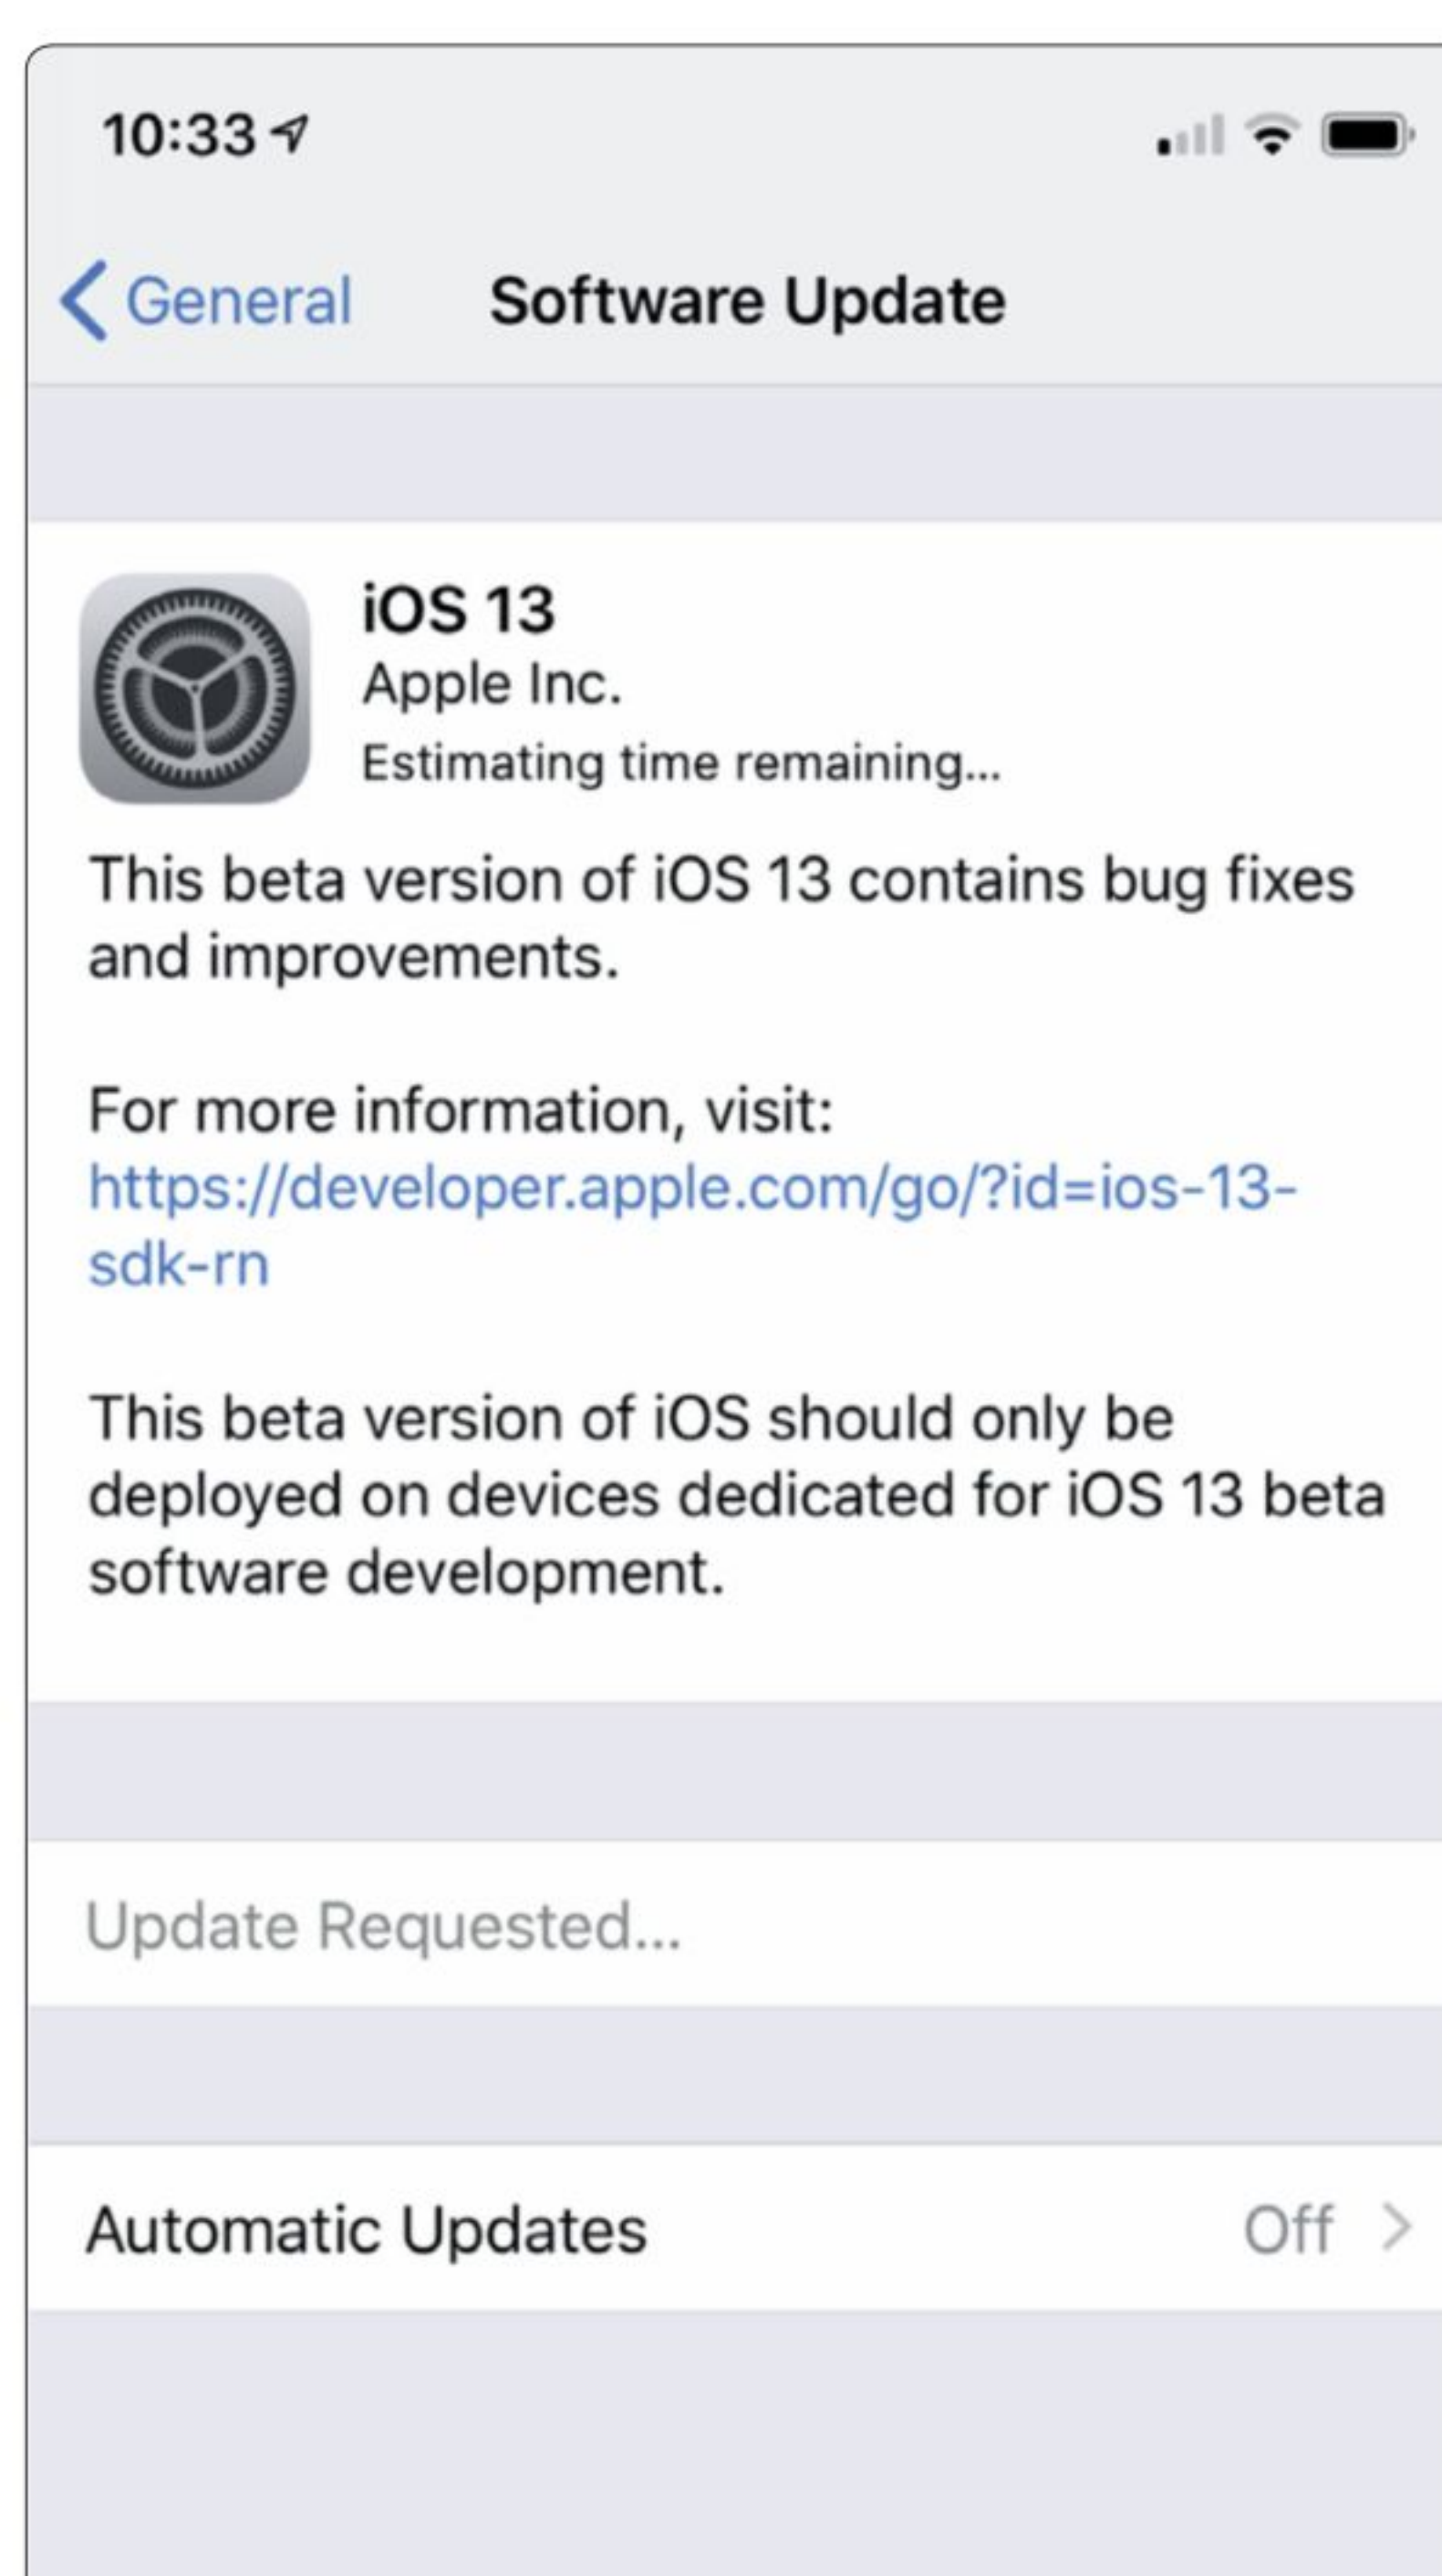 10:33
General
Software Update
iOS 13
Apple Inc.
Estimating time remaining...
This beta version of iOS 13 contains bug fixes
and improvements.
For more information, visit:
https://developer.apple.com/go/?id=ios-13-
sdk-rn
This beta version of iOS should only be
deployed on devices dedicated for iOS 13 beta
software development.
Update Requested...
Automatic Updates
Off